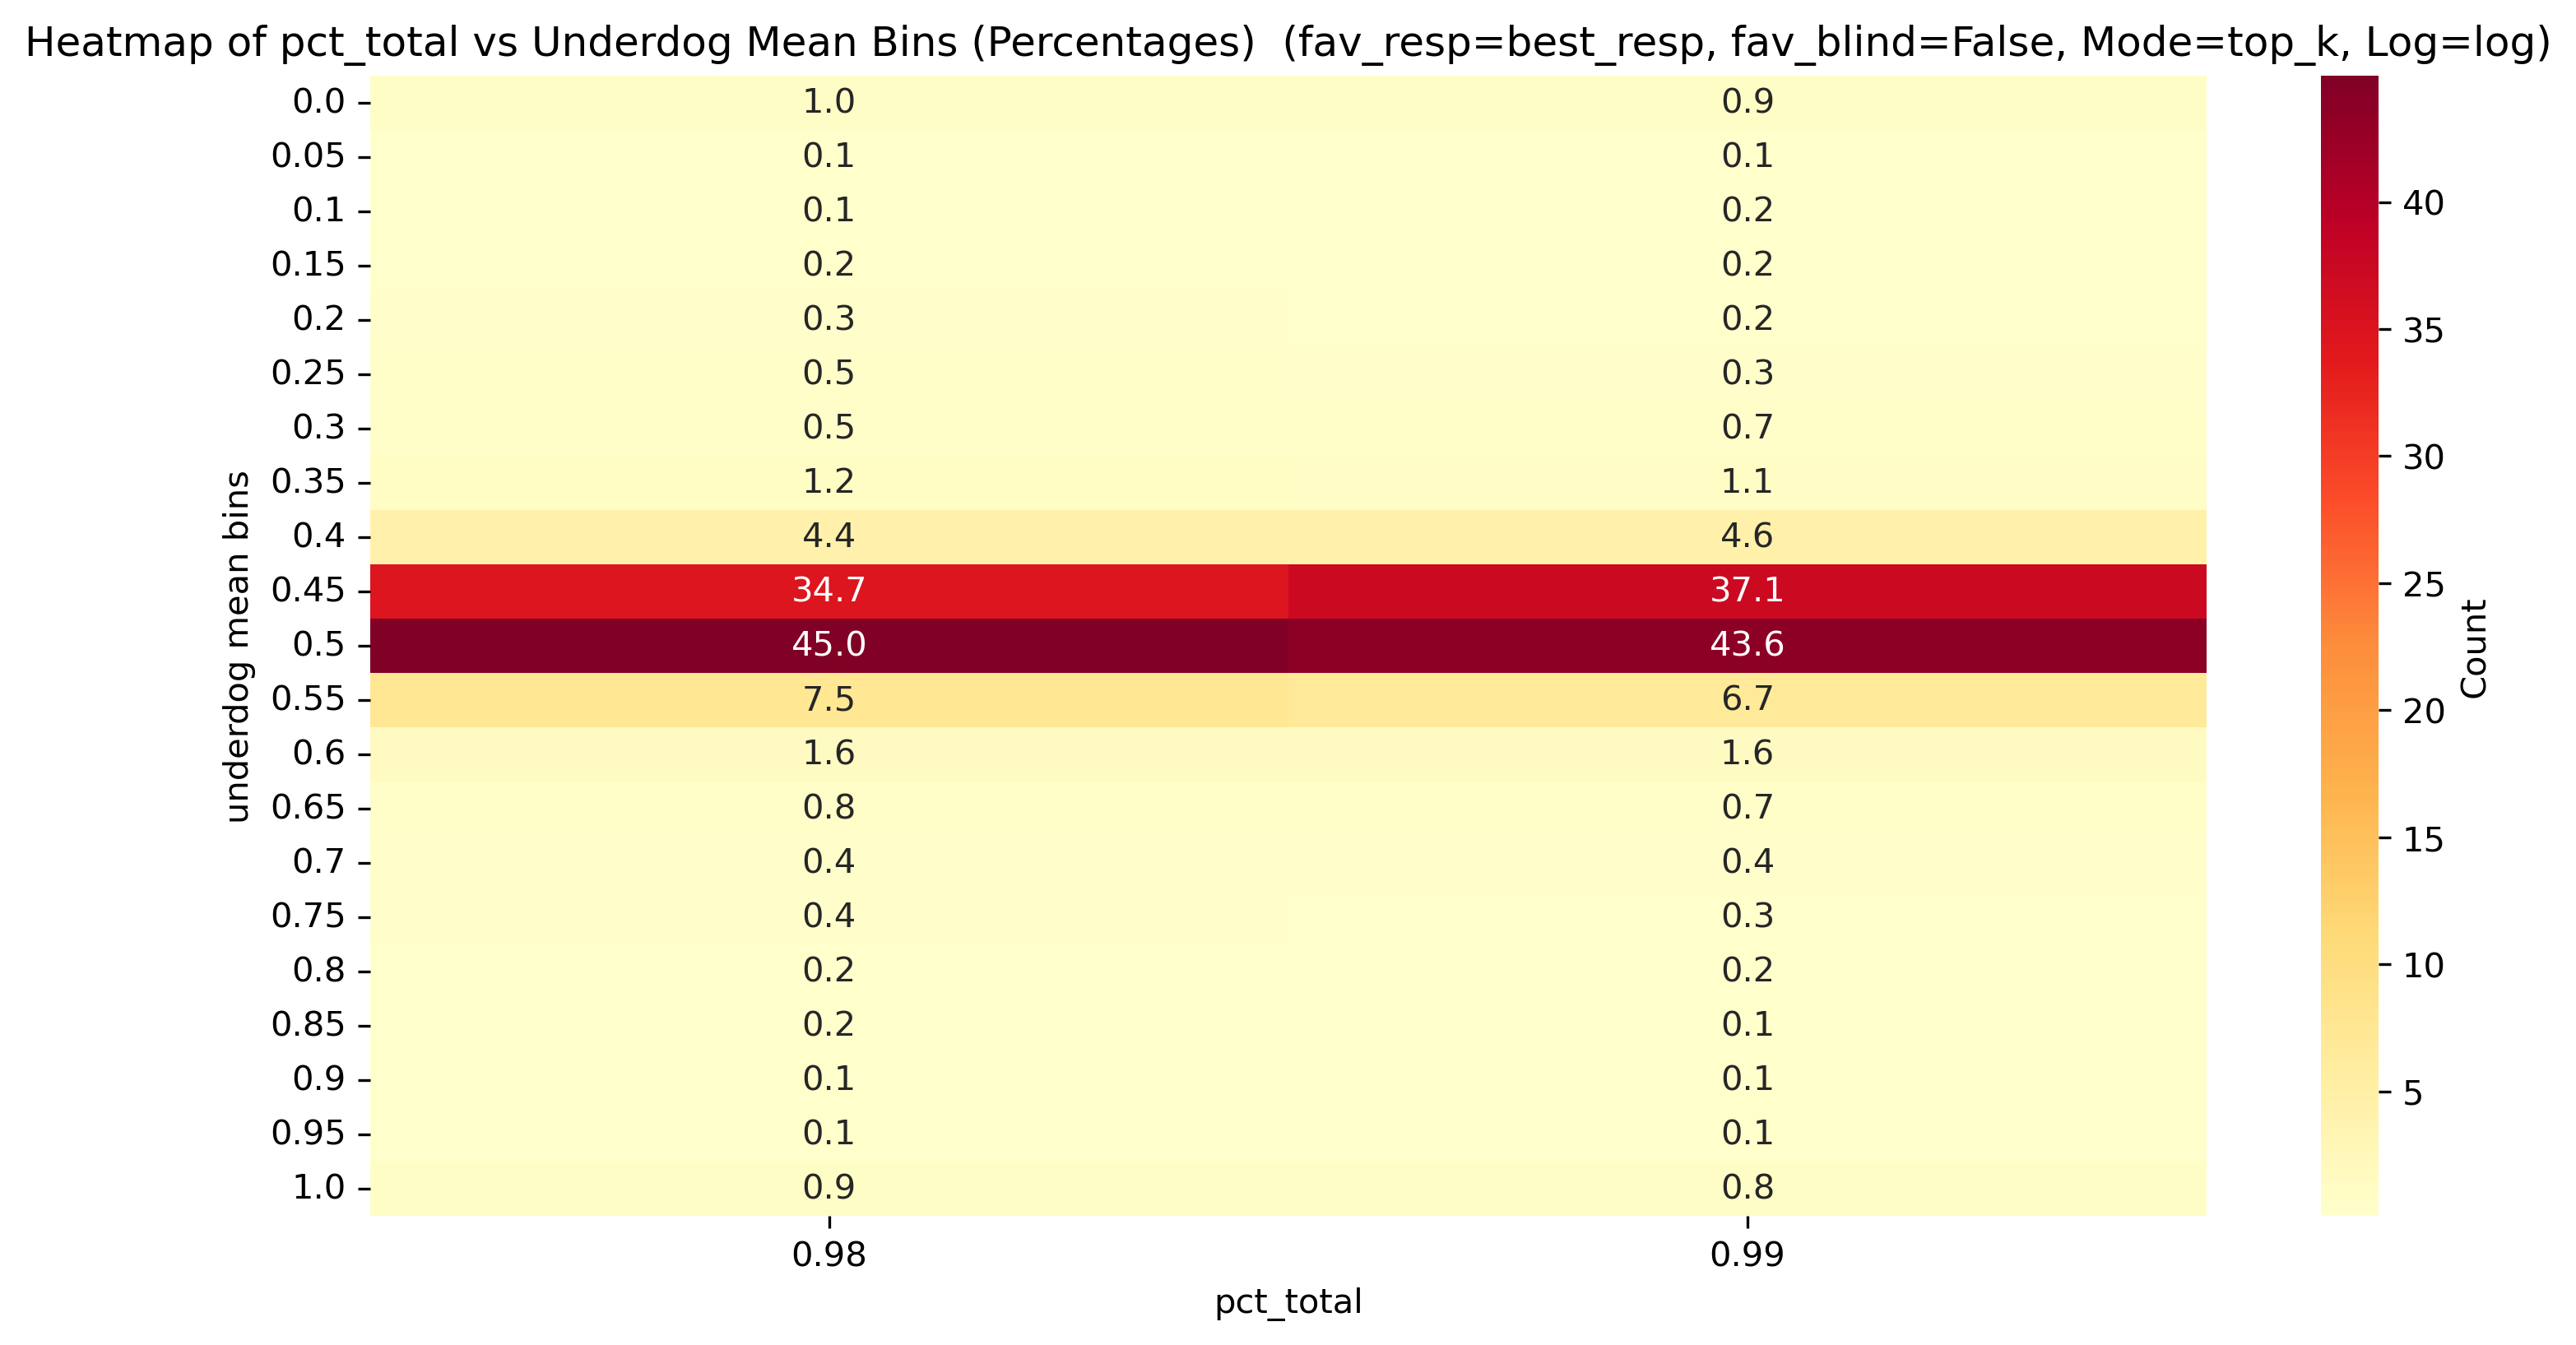 Heatmap of pct_total vs Underdog Mean Bins (Percentages)  (fav_resp=best_resp, fav_blind=False, Mode=top_k, Log=log)
underdog mean bins
0.0 1.0 0.9
0.05 0.1 0.1
0.1 0.1 0.2
0.15 0.2 0.2
0.2 0.3 0.2
0.25 0.5 0.3
0.3 0.5 0.7
0.35 1.2 1.1
0.4 4.4 4.6
0.45 34.7 37.1
0.5 45.0 43.6
0.55 7.5 6.7
0.6 1.6 1.6
0.65 0.8 0.7
0.7 0.4 0.4
0.75 0.4 0.3
0.8 0.2 0.2
0.85 0.2 0.1
0.9 0.1 0.1
0.95 0.1 0.1
1.0 0.9 0.8
0.98 0.99
pct_total
40
35
30
25
20
15
10
5
Count